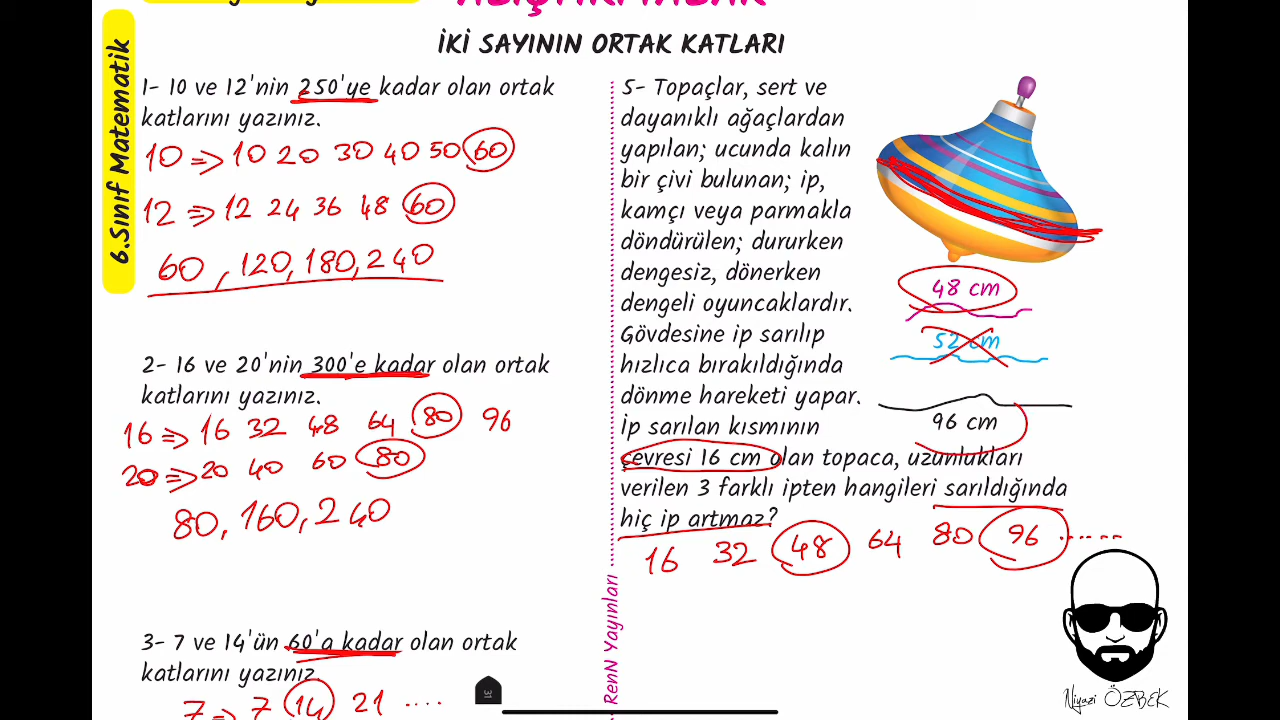 6.Sınıf Matematik
İKİ SAYININ ORTAK KATLARI
1- 10 ve 12'nin 250'ye kadar olan ortak
katlarını yazınız.
10 => 10 20 30 40 50 60
12 => 12 24 36 48 60
60, 120, 180, 240
2- 16 ve 20'nin 300'e kadar olan ortak
katlarını yazınız.
16 => 16 32 48 64 80 96
20 => 20 40 60 80
80, 160, 240
3- 7 ve 14'ün 60'a kadar olan ortak
katlarını yazınız.
7 => 7 14 21 ....
31
RenN Yayınları
5- Topaçlar, sert ve
dayanıklı ağaçlardan
yapılan; ucunda kalın
bir çivi bulunan; ip,
kamçı veya parmakla
döndürülen; dururken
dengesiz, dönerken
dengeli oyuncaklardır.
Gövdesine ip sarılıp
hızlıca bırakıldığında
dönme hareketi yapar.
İp sarılan kısmının
çevresi 16 cm olan topaca, uzunlukları
verilen 3 farklı ipten hangileri sarıldığında
hiç ip artmaz?
48 cm
52 cm
96 cm
16 32 48 64 80 96 ......
Niyazi ÖZBEK